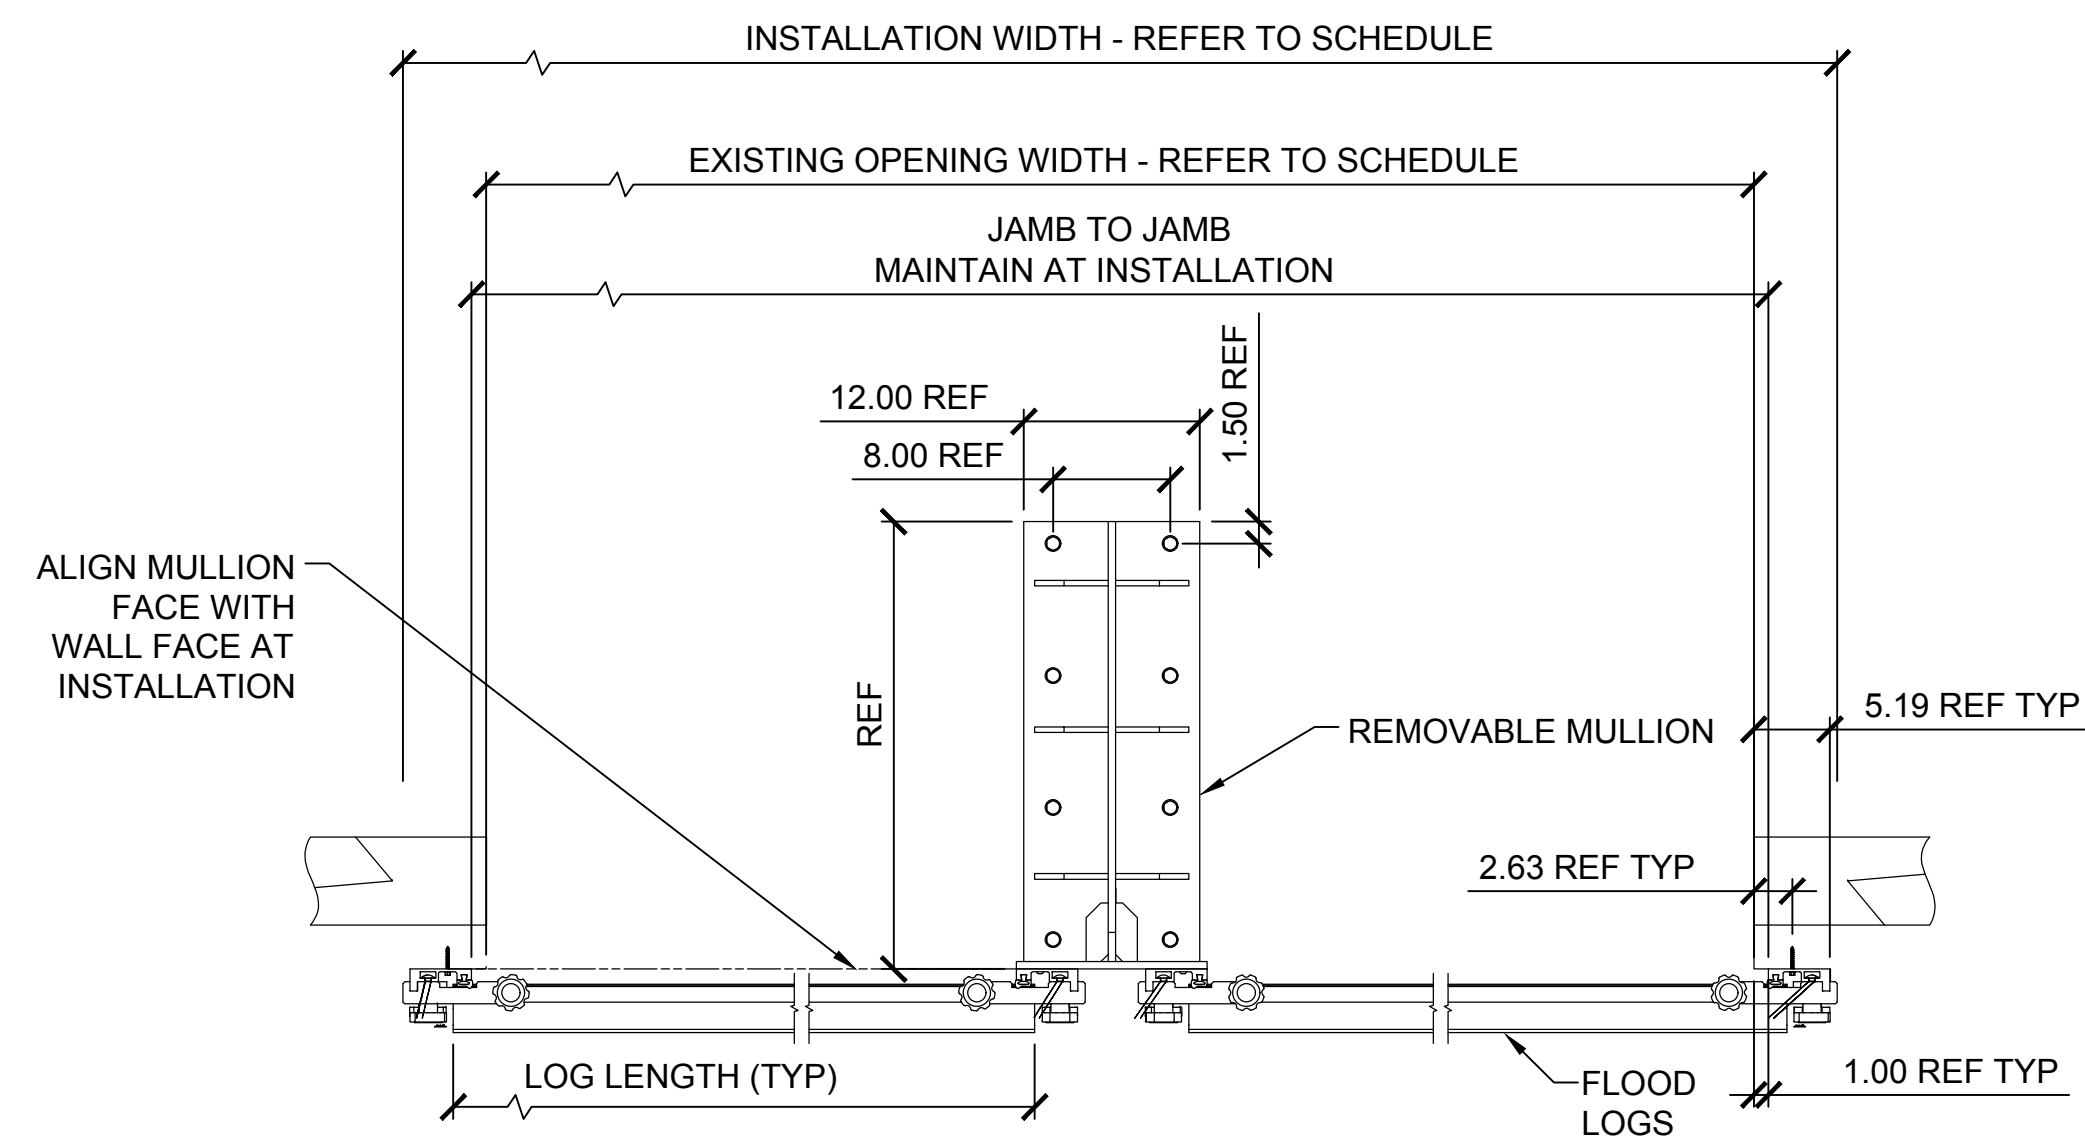 INSTALLATION WIDTH - REFER TO SCHEDULE
EXISTING OPENING WIDTH - REFER TO SCHEDULE
JAMB TO JAMB
MAINTAIN AT INSTALLATION
12.00 REF
8.00 REF
1.50 REF
ALIGN MULLION
FACE WITH
WALL FACE AT
INSTALLATION
REF
REMOVABLE MULLION
5.19 REF TYP
2.63 REF TYP
LOG LENGTH (TYP)
FLOOD
LOGS
1.00 REF TYP